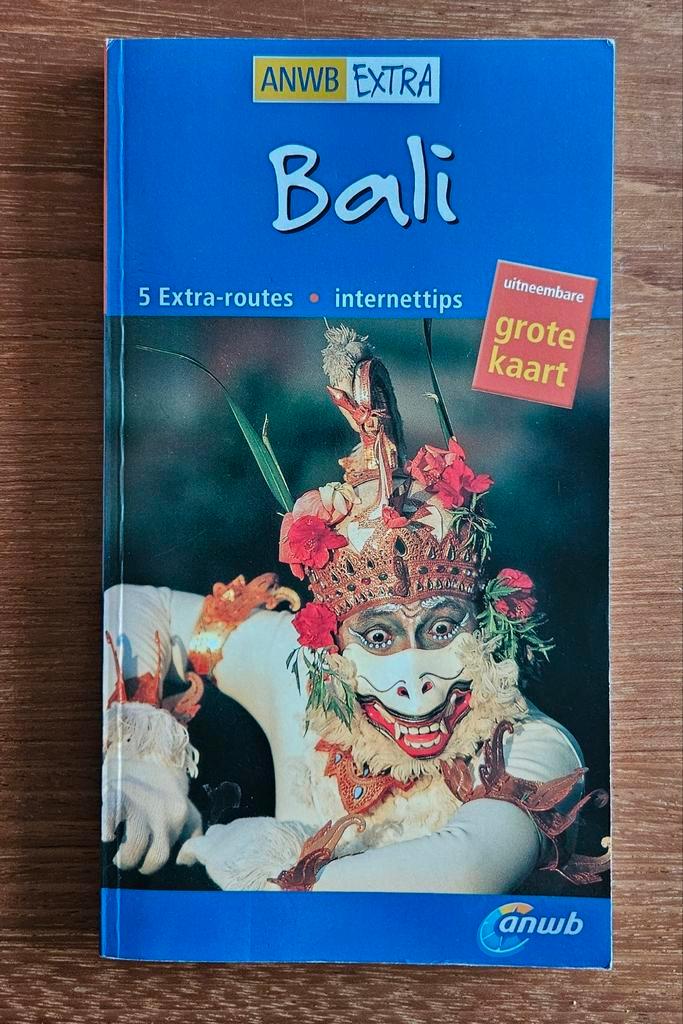 ANWB EXTRA
Bali
5 Extra-routes • internettips
uitneembare
grote
kaart
anwb